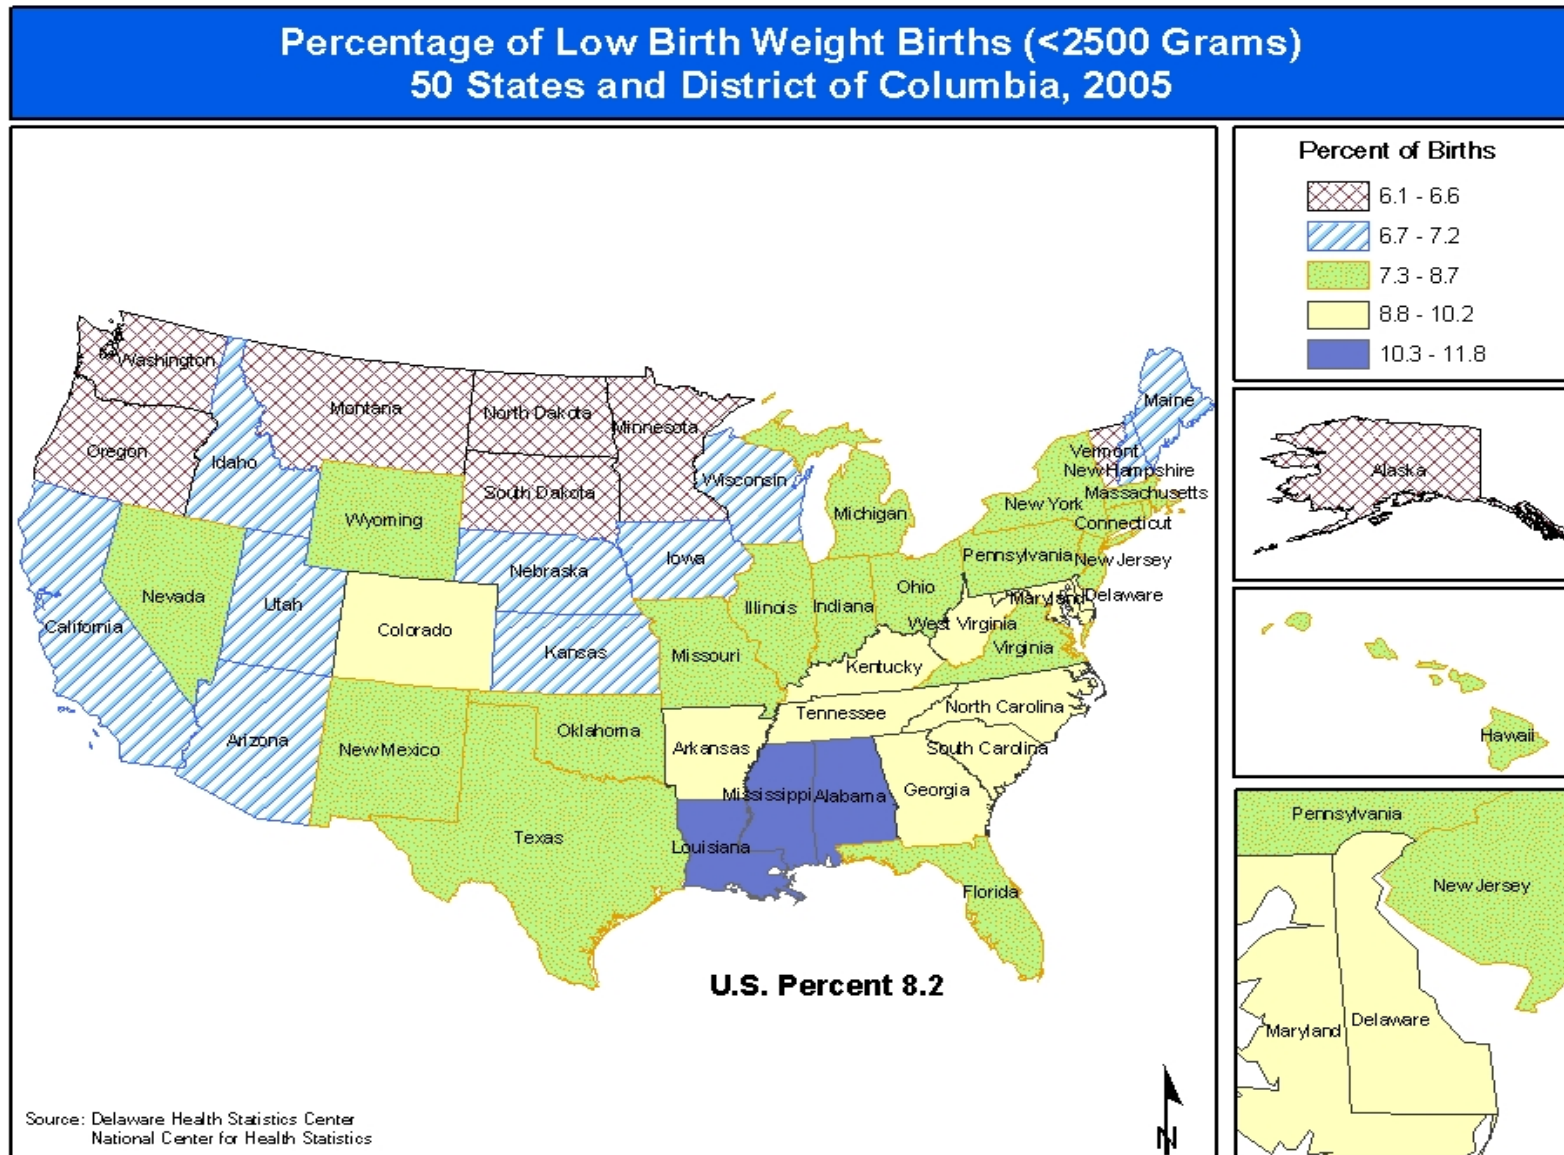 Percentage of Low Birth Weight Births (<2500 Grams)
50 States and District of Columbia, 2005
Percent of Births
6.1 - 6.6
6.7 - 7.2
7.3 - 8.7
8.8 - 10.2
10.3 - 11.8
Washington
Montana
North Dakota
Minnesota
Maine
Oregon
Idaho
Vermont
New Hampshire
South Dakota
Wisconsin
Massachusetts
Wyoming
Michigan
New York
Connecticut
Nebraska
Iowa
Pennsylvania
New Jersey
Nevada
Utah
Illinois
Indiana
Ohio
Maryland
Delaware
California
Colorado
Kansas
Missouri
West Virginia
Virginia
Kentucky
Arizona
New Mexico
Oklahoma
Arkansas
Tennessee
North Carolina
South Carolina
Mississippi
Alabama
Georgia
Texas
Louisiana
Florida
U.S. Percent 8.2
Alaska
Hawaii
Pennsylvania
New Jersey
Maryland
Delaware
Source: Delaware Health Statistics Center
National Center for Health Statistics
N